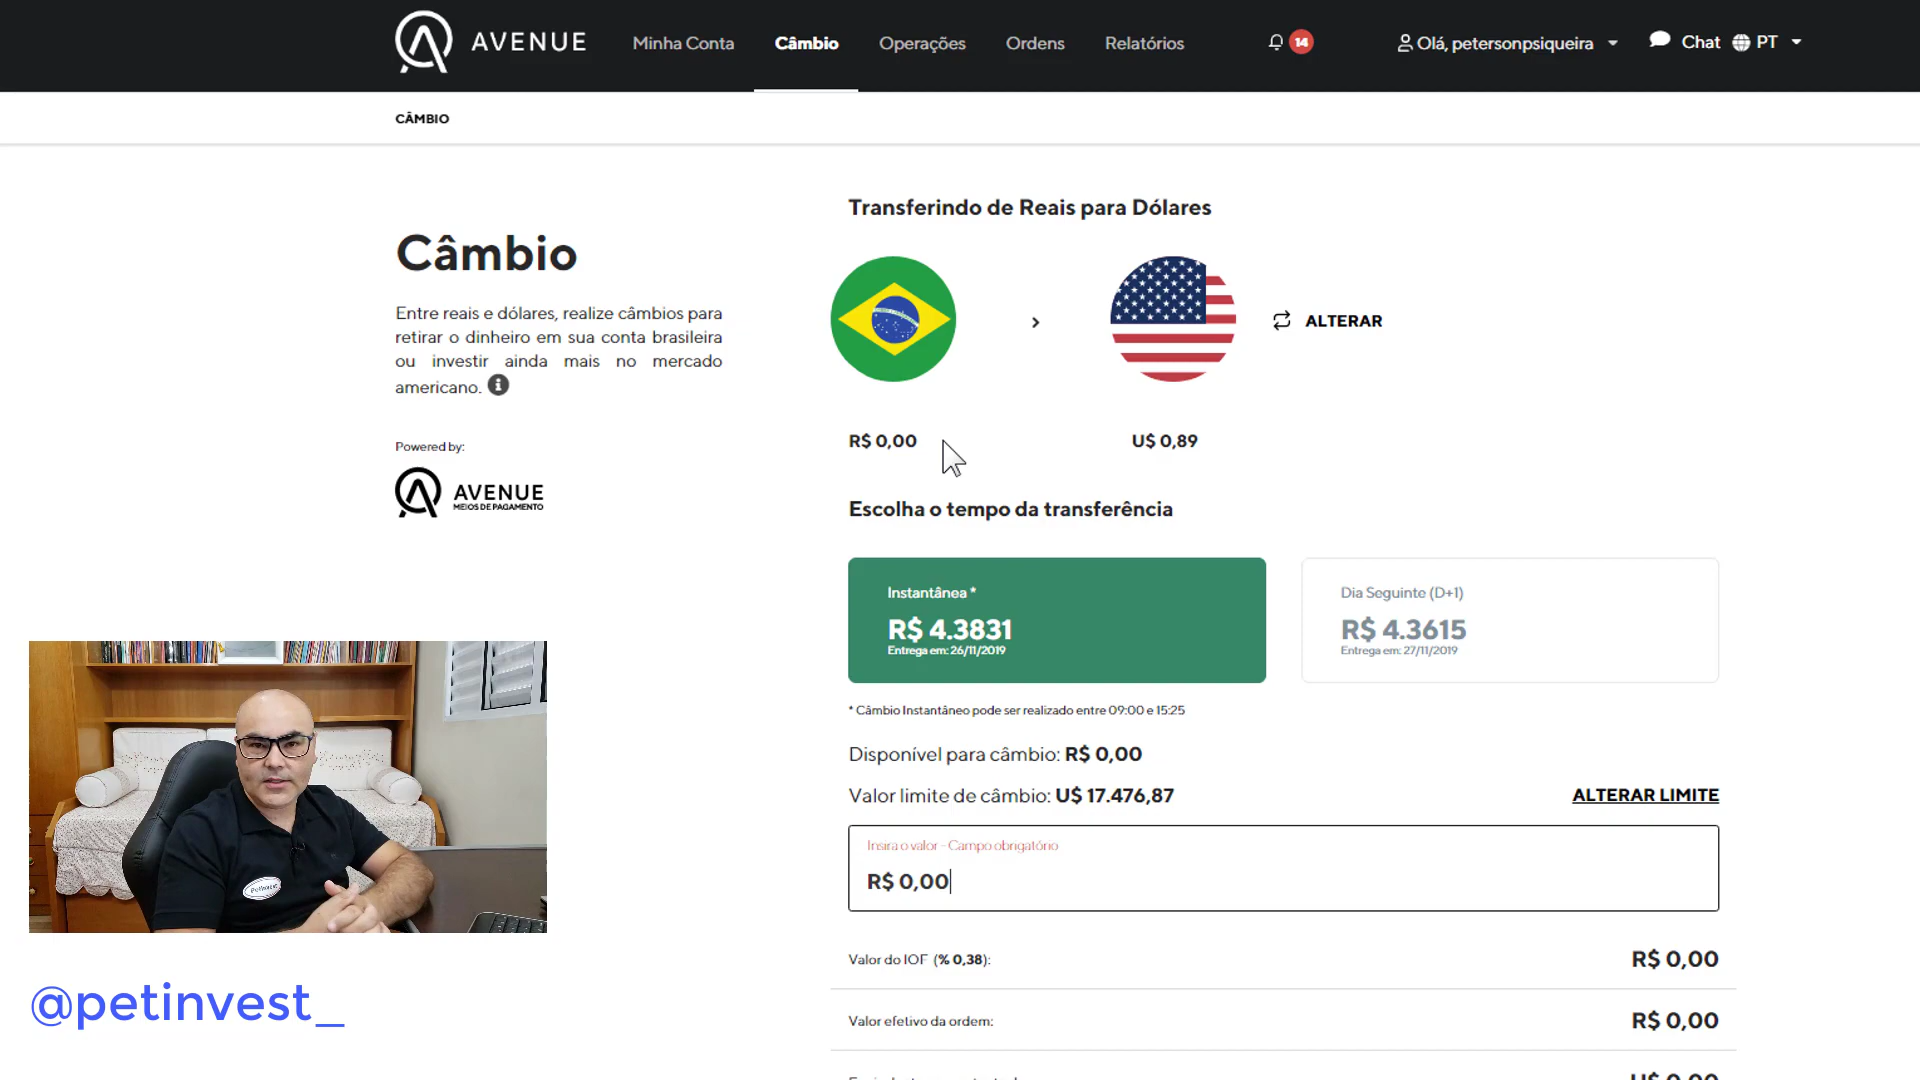 AVENUE
Minha Conta
Câmbio
Operações
Ordens
Relatórios
14
Olá, petersonpsiqueira
Chat
PT
CÂMBIO
Câmbio
Entre reais e dólares, realize câmbios para
retirar o dinheiro em sua conta brasileira
ou investir ainda mais no mercado
americano.
Powered by:
AVENUE
MEIOS DE PAGAMENTO
Transferindo de Reais para Dólares
ALTERAR
R$ 0,00
U$ 0,89
Escolha o tempo da transferência
Instantânea *
R$ 4.3831
Entrega em: 26/11/2019
Dia Seguinte (D+1)
R$ 4.3615
Entrega em: 27/11/2019
* Câmbio Instantâneo pode ser realizado entre 09:00 e 15:25
Disponível para câmbio: R$ 0,00
Valor limite de câmbio: U$ 17.476,87
ALTERAR LIMITE
Insira o valor - Campo obrigatório
R$ 0,00
Valor do IOF (% 0,38):
R$ 0,00
Valor efetivo da ordem:
R$ 0,00
PetInvest
@petinvest_